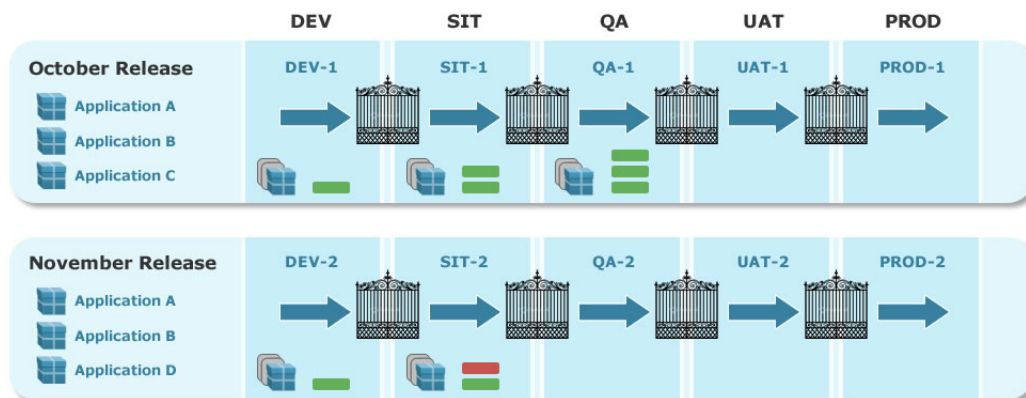 DEV SIT QA UAT PROD
October Release
DEV-1 SIT-1 QA-1 UAT-1 PROD-1
Application A
Application B
Application C
November Release
DEV-2 SIT-2 QA-2 UAT-2 PROD-2
Application A
Application B
Application D